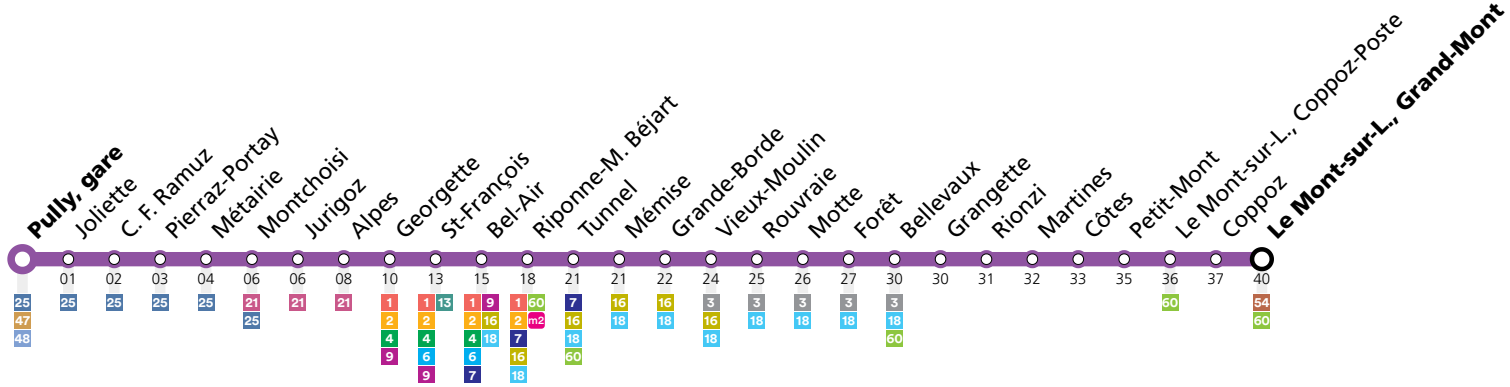 Pully, gare
Joliette
C. F. Ramuz
Pierraz-Portay
Métairie
Montchoisi
Jurigoz
Alpes
Georgette
St-François
Bel-Air
Riponne-M. Béjart
Tunnel
Mémise
Grande-Borde
Vieux-Moulin
Rouvraie
Motte
Forêt
Bellevaux
Grangette
Rionzi
Martines
Côtes
Petit-Mont
Le Mont-sur-L., Coppoz-Poste
Coppoz
Le Mont-sur-L., Grand-Mont
01 02 03 04 06 06 08 10 13 15 18 21 21 22 24 25 26 27 30 30 31 32 33 35 36 37 40
25 25 25 25 25 21 21 21 1 1 13 1 9 1 60 7 16 16 3 3 3 3 3 60 54
47 25 2 2 2 16 2 m2 16 18 18 16 18 18 18 18 60
48 4 4 4 18 7 18 18 60
9 6 6 16 60
9 7 18